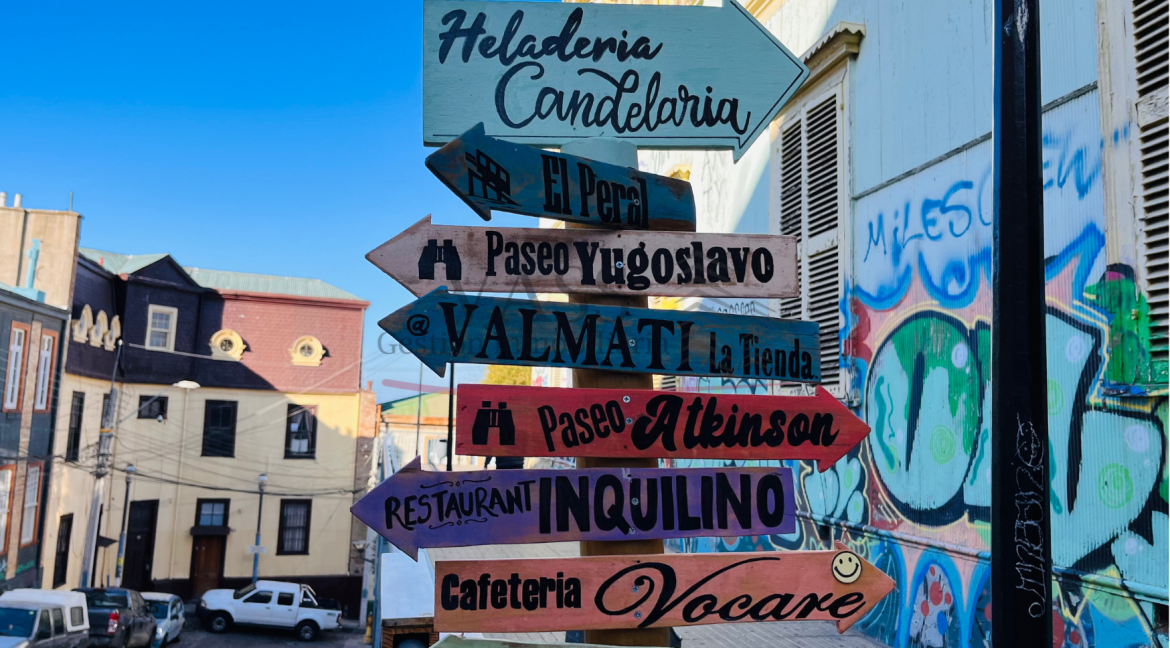 Heladeria
Candelaria
El Peral
Paseo Yugoslavo
@ VALMATI La Tienda
Paseo Atkinson
RESTAURANT INQUILINO
Cafeteria Vocare